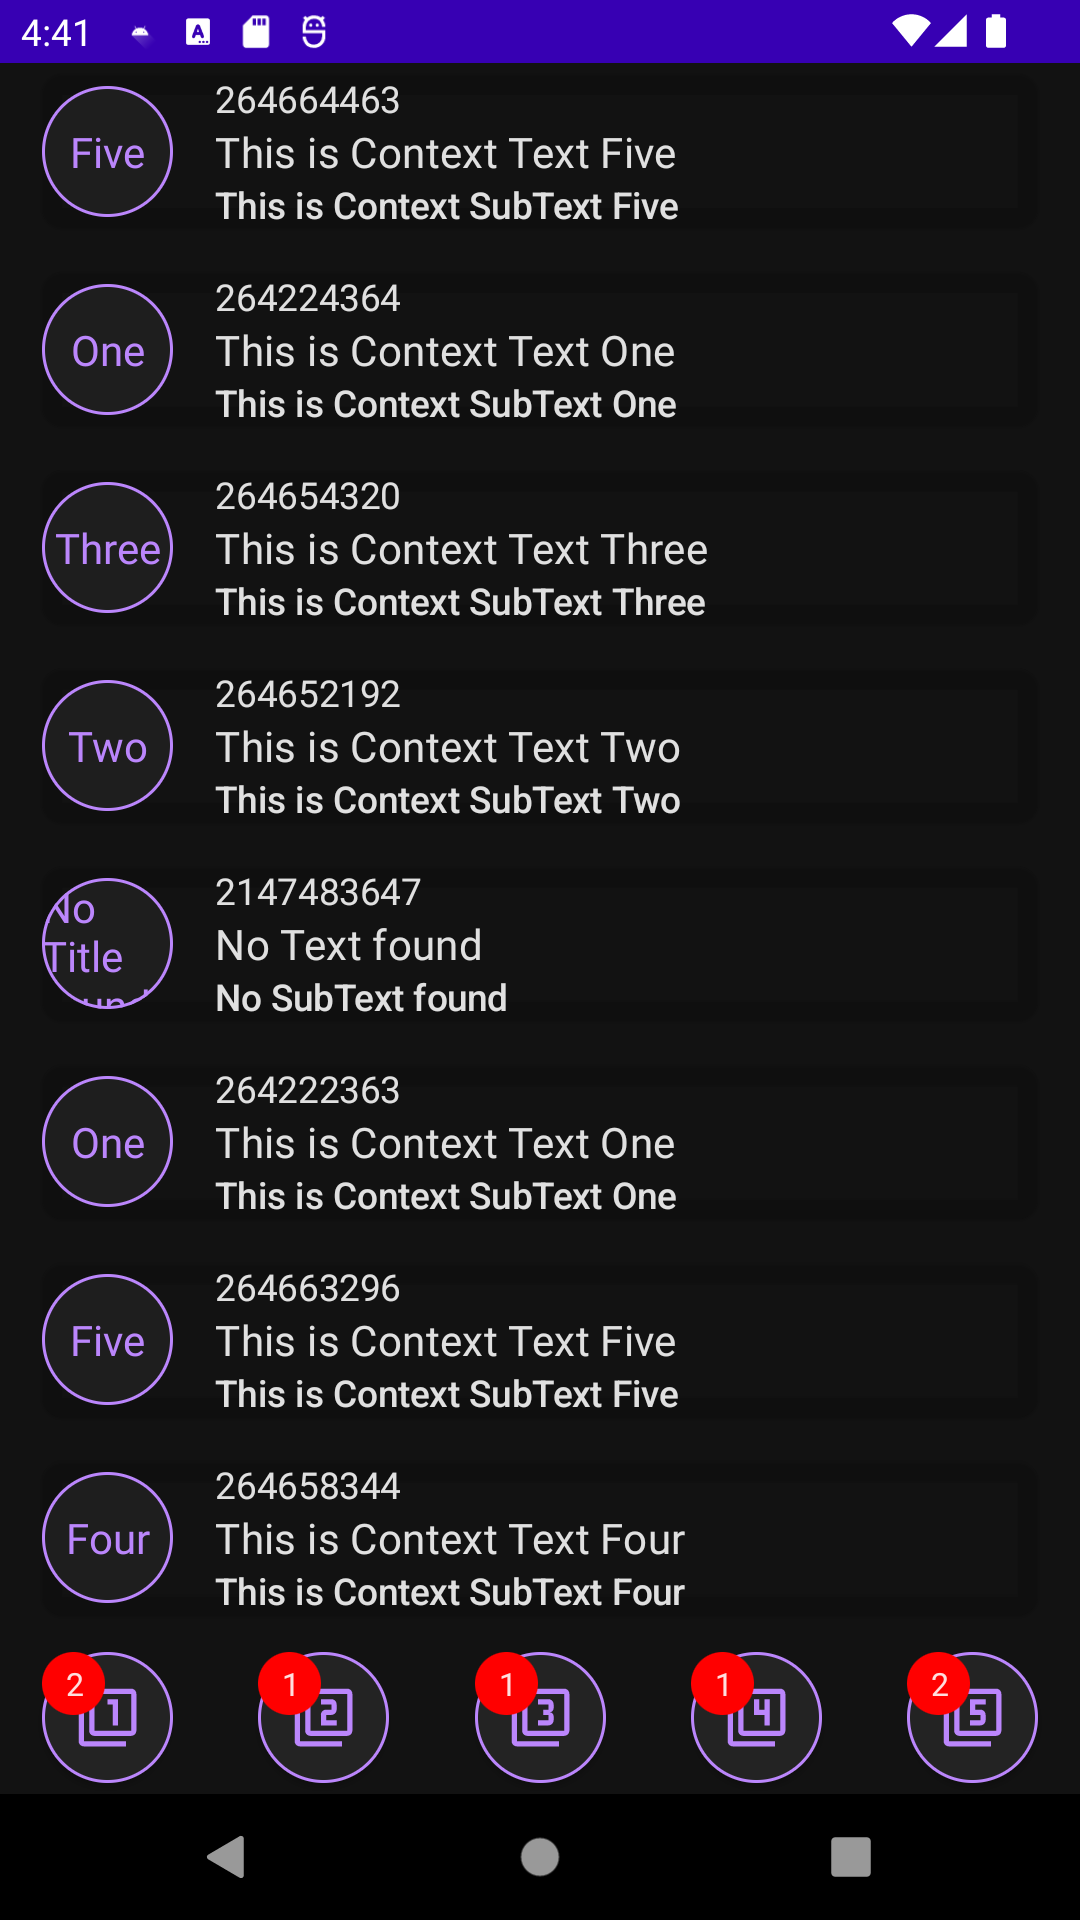 4:41
Five
264664463
This is Context Text Five
This is Context SubText Five
One
264224364
This is Context Text One
This is Context SubText One
Three
264654320
This is Context Text Three
This is Context SubText Three
Two
264652192
This is Context Text Two
This is Context SubText Two
No
Title
2147483647
No Text found
No SubText found
One
264222363
This is Context Text One
This is Context SubText One
Five
264663296
This is Context Text Five
This is Context SubText Five
Four
264658344
This is Context Text Four
This is Context SubText Four
2 1 1 1 2
1 2 3 4 5